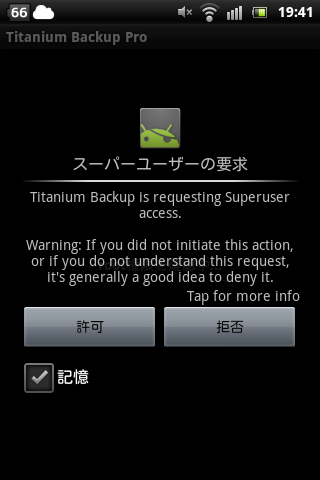 66
19:41
Titanium Backup Pro
スーパーユーザーの要求
Titanium Backup is requesting Superuser
access.
Warning: If you did not initiate this action,
or if you do not understand this request,
it's generally a good idea to deny it.
Tap for more info
許可
拒否
記憶